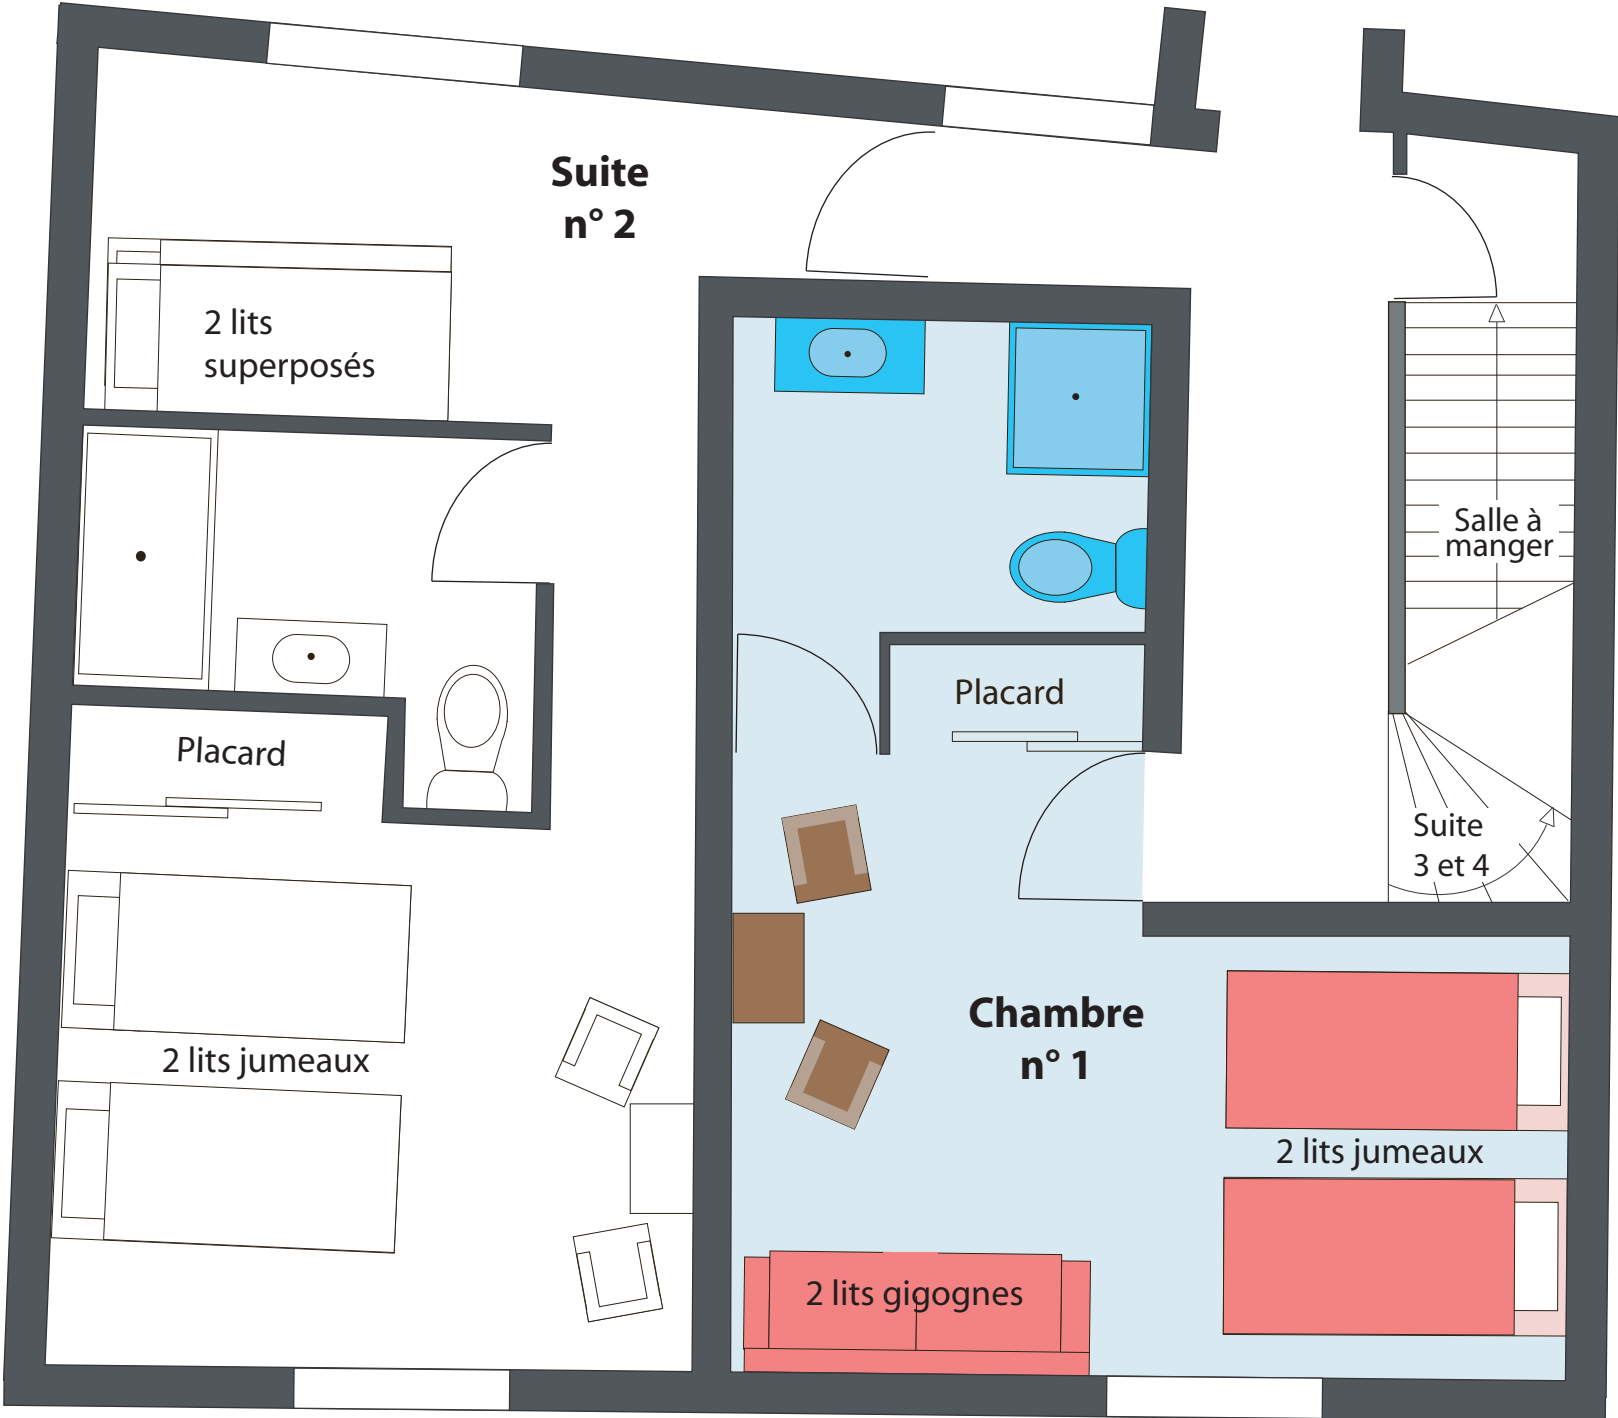 Suite
n° 2
2 lits
superposés
Salle à
manger
Placard
Placard
Suite
3 et 4
Chambre
n° 1
2 lits jumeaux
2 lits jumeaux
2 lits gigognes